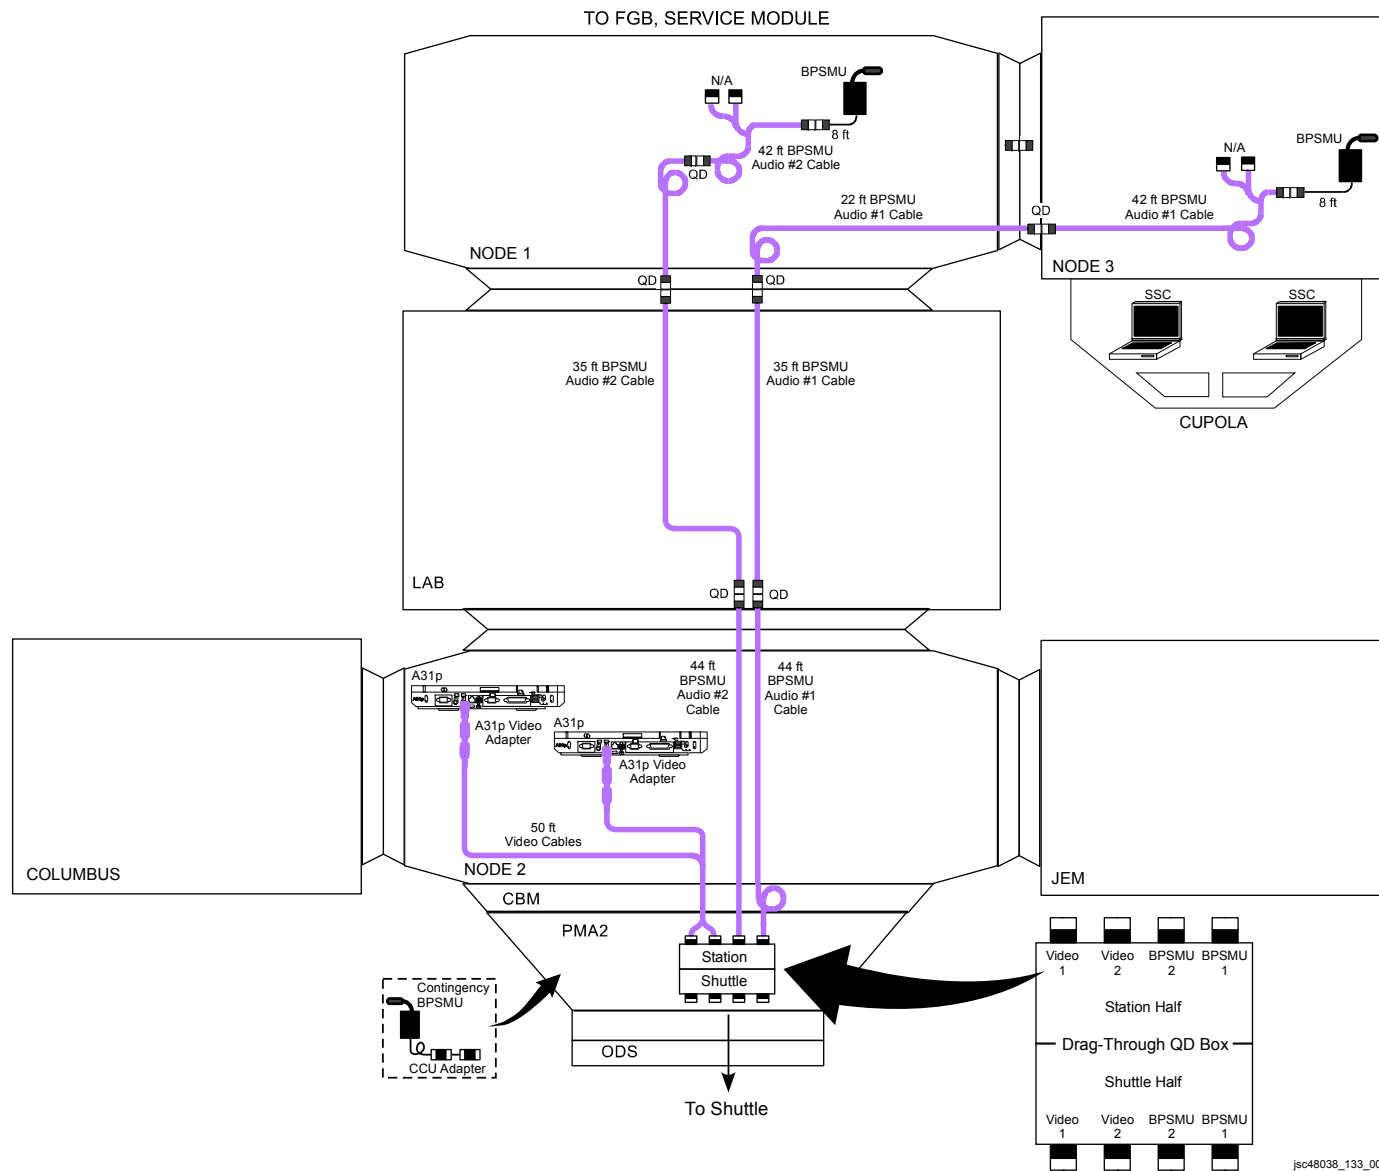 TO FGB, SERVICE MODULE
N/A
BPSMU
8 ft
42 ft BPSMU
Audio #2 Cable
QD
NODE 1
22 ft BPSMU
Audio #1 Cable
QD
BPSMU
N/A
8 ft
42 ft BPSMU
Audio #1 Cable
NODE 3
QD
QD
SSC
SSC
CUPOLA
35 ft BPSMU
Audio #2 Cable
35 ft BPSMU
Audio #1 Cable
LAB
QD
QD
COLUMBUS
A31p
A31p Video
Adapter
A31p
A31p Video
Adapter
44 ft
BPSMU
Audio #2
Cable
44 ft
BPSMU
Audio #1
Cable
50 ft
Video Cables
NODE 2
JEM
CBM
PMA2
Station
Shuttle
Contingency
BPSMU
CCU Adapter
ODS
To Shuttle
Video
1
Video
2
BPSMU
2
BPSMU
1
Station Half
Drag-Through QD Box
Shuttle Half
Video
1
Video
2
BPSMU
2
BPSMU
1